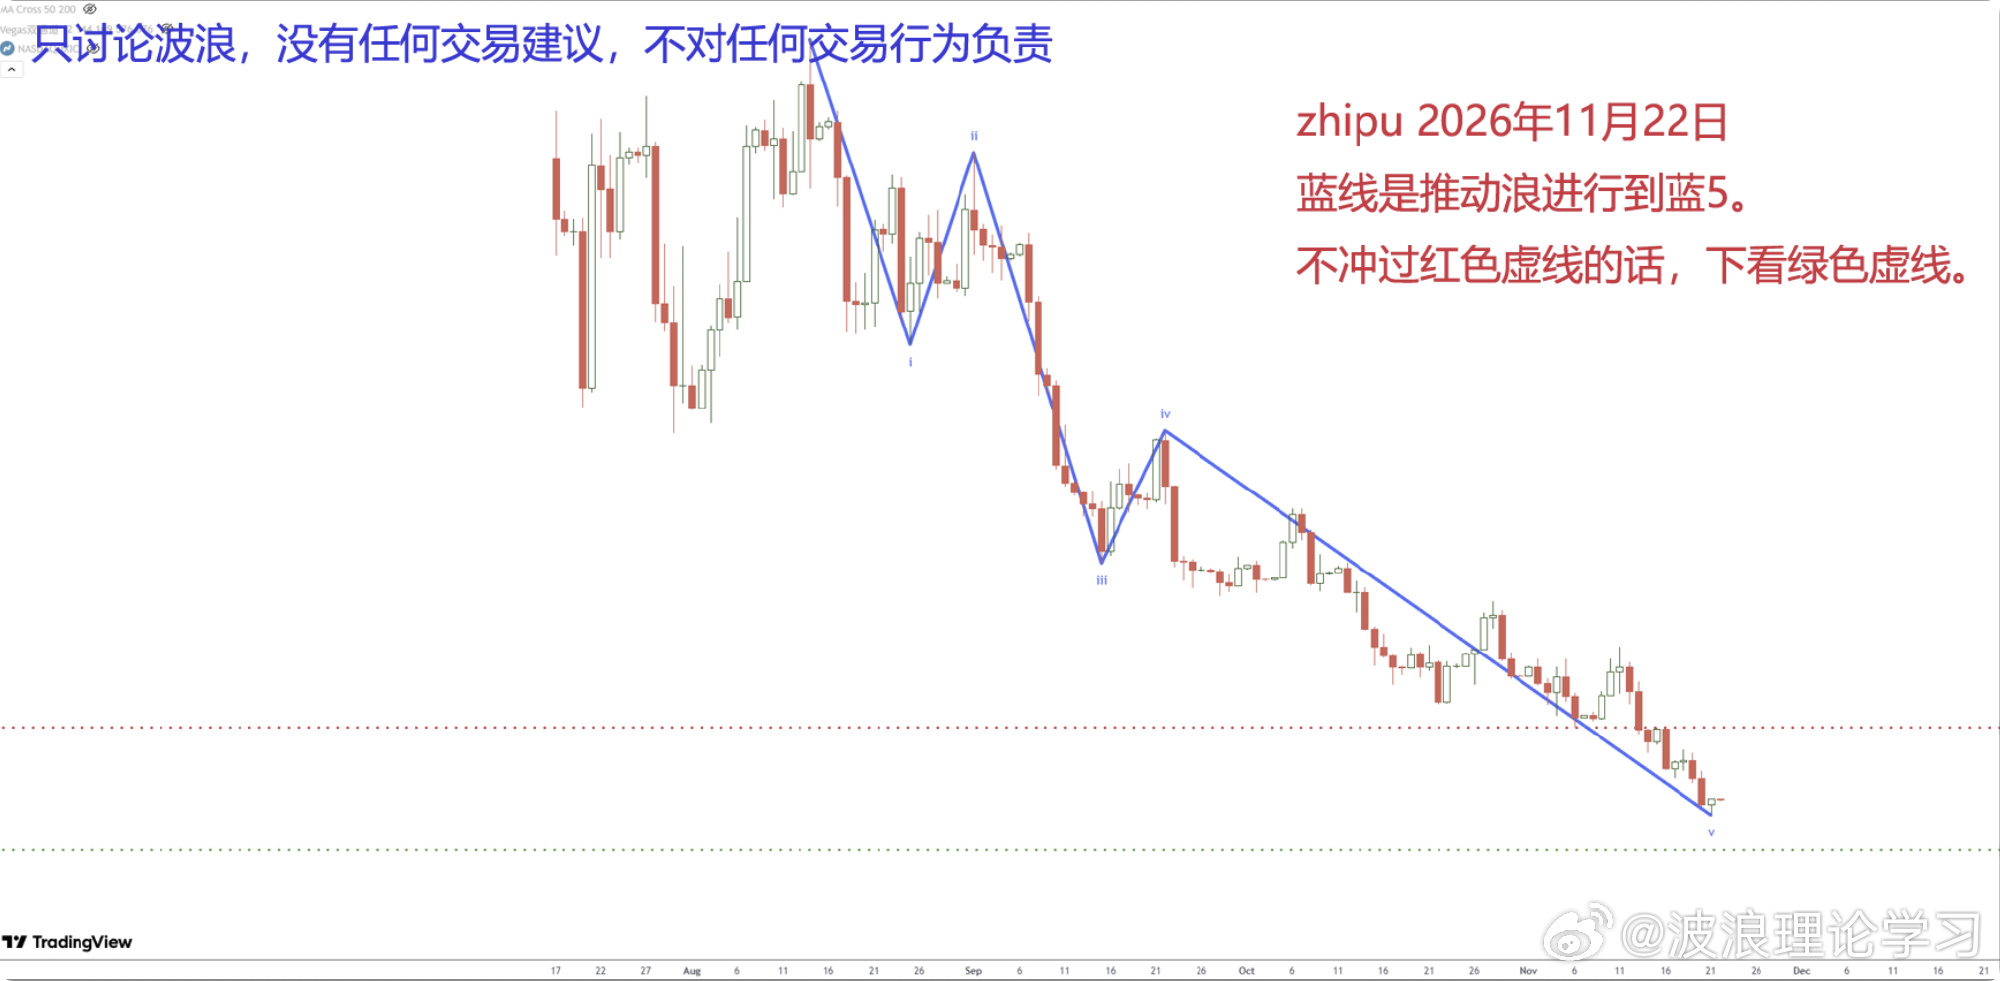 MA Cross 50 200
只讨论波浪，没有任何交易建议，不对任何交易行为负责
zhipu 2026年11月22日
蓝线是推动浪进行到蓝5。
不冲过红色虚线的话，下看绿色虚线。
ii
i
iv
iii
v
@波浪理论学习
TradingView
17 22 27 Aug 6 11 16 21 26 Sep 6 11 16 21 26 Oct 6 11 16 21 26 Nov 6 11 16 21 26 Dec 6 11 16 21